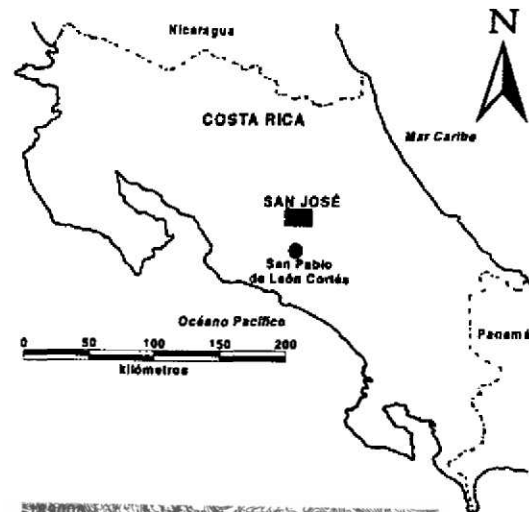 Nicaragua
N
COSTA RICA
Mar Caribe
SAN JOSÉ
San Pablo
de León Cortés
Océano Pacífico
Panamá
0 50 100 150 200
kilómetros